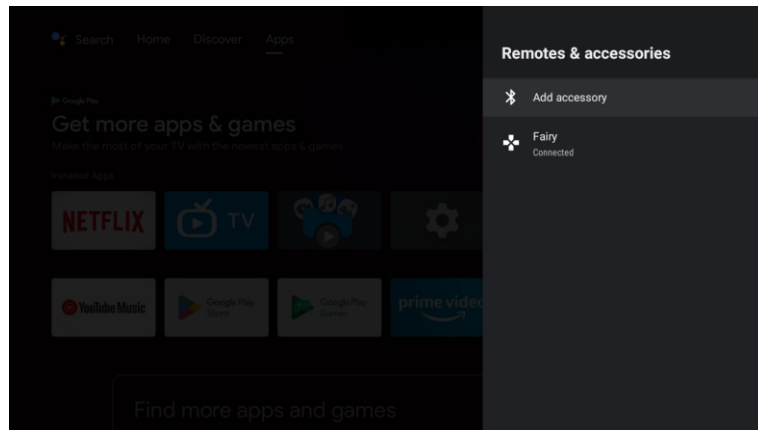 Search Home Discover Apps
Google Play
Get more apps & games
Make the most of your TV with the newest apps & games
Installed Apps
NETFLIX
TV
YouTube Music
Google Play
Store
Google Play
Games
prime video
Find more apps and games
Remotes & accessories
Add accessory
Fairy
Connected